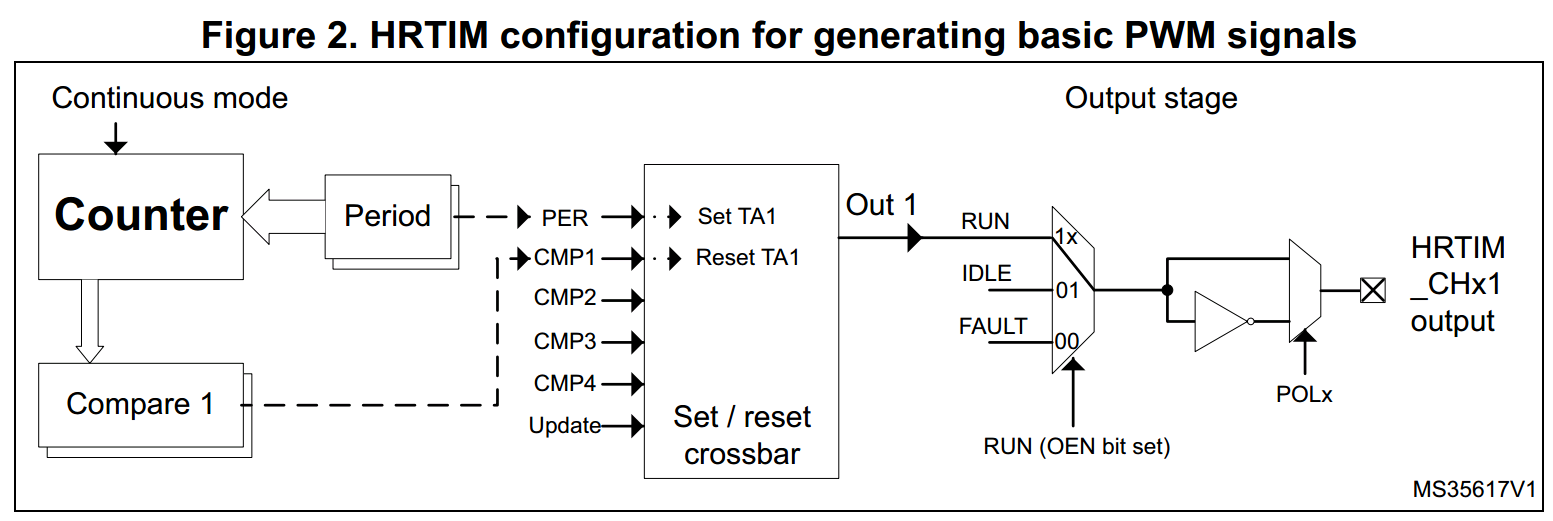 Figure 2. HRTIM configuration for generating basic PWM signals
Continuous mode
Output stage
Counter
Period
PER
Set TA1
Out 1
RUN
1x
CMP1
Reset TA1
IDLE
01
CMP2
FAULT
00
CMP3
CMP4
Update
Compare 1
Set / reset
crossbar
RUN (OEN bit set)
POLx
HRTIM
_CHx1
output
MS35617V1